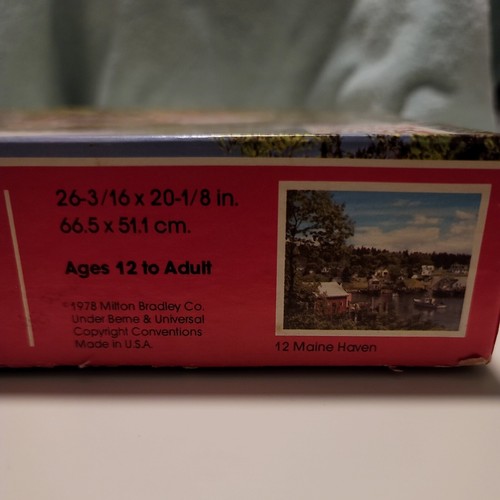 26-3/16 x 20-1/8 in.
66.5 x 51.1 cm.
Ages 12 to Adult
©1978 Milton Bradley Co.
Under Berne & Universal
Copyright Conventions
Made in U.S.A.
12 Maine Haven